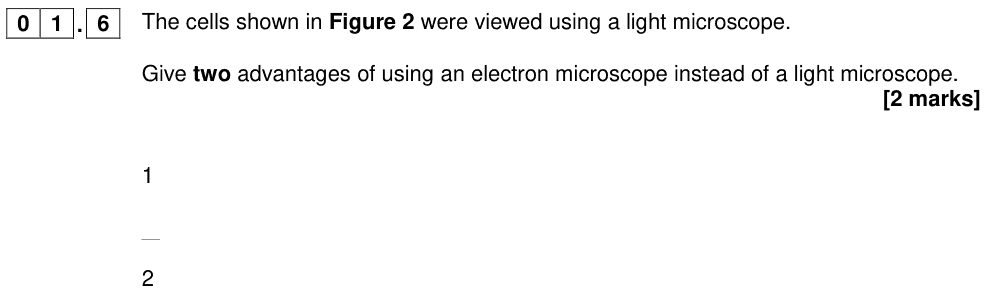 0 1 . 6 The cells shown in Figure 2 were viewed using a light microscope.
Give two advantages of using an electron microscope instead of a light microscope.
[2 marks]
1
2